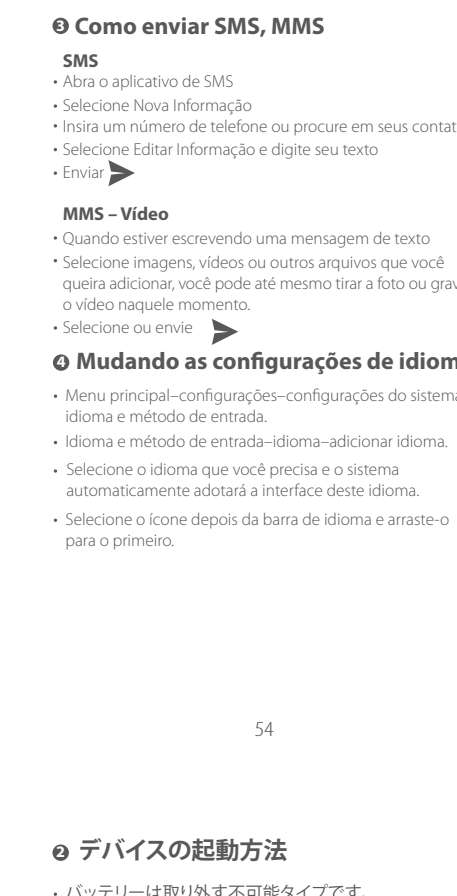 ❸ Como enviar SMS, MMS
SMS
• Abra o aplicativo de SMS
• Selecione Nova Informação
• Insira um número de telefone ou procure em seus
• Selecione Editar Informação e digite seu texto
• Enviar
MMS – Vídeo
• Quando estiver escrevendo uma mensagem de texto
• Selecione imagens, vídeos ou outros arquivos que você
queira adicionar, você pode até mesmo tirar a foto ou
o vídeo naquele momento.
• Selecione ou envie
❹ Mudando as configurações de
• Menu principal–configurações–configurações do sistema
idioma e método de entrada.
• Idioma e método de entrada–idioma–adicionar idioma.
• Selecione o idioma que você precisa e o sistema
automaticamente adotará a interface deste idioma.
• Selecione o ícone depois da barra de idioma e arraste-o
para o primeiro.
54
❷ デバイスの起動方法
• バッテリーは取り外す不可能タイプです。